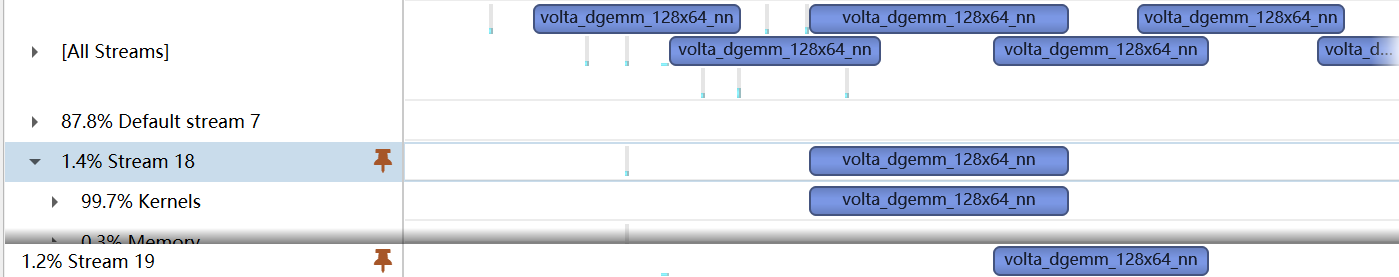 volta_dgemm_128x64_nn volta_dgemm_128x64_nn volta_dgemm_128x64_nn
[All Streams] volta_dgemm_128x64_nn volta_dgemm_128x64_nn volta_d...
87.8% Default stream 7
1.4% Stream 18 volta_dgemm_128x64_nn
99.7% Kernels volta_dgemm_128x64_nn
0.3% Memory
1.2% Stream 19 volta_dgemm_128x64_nn